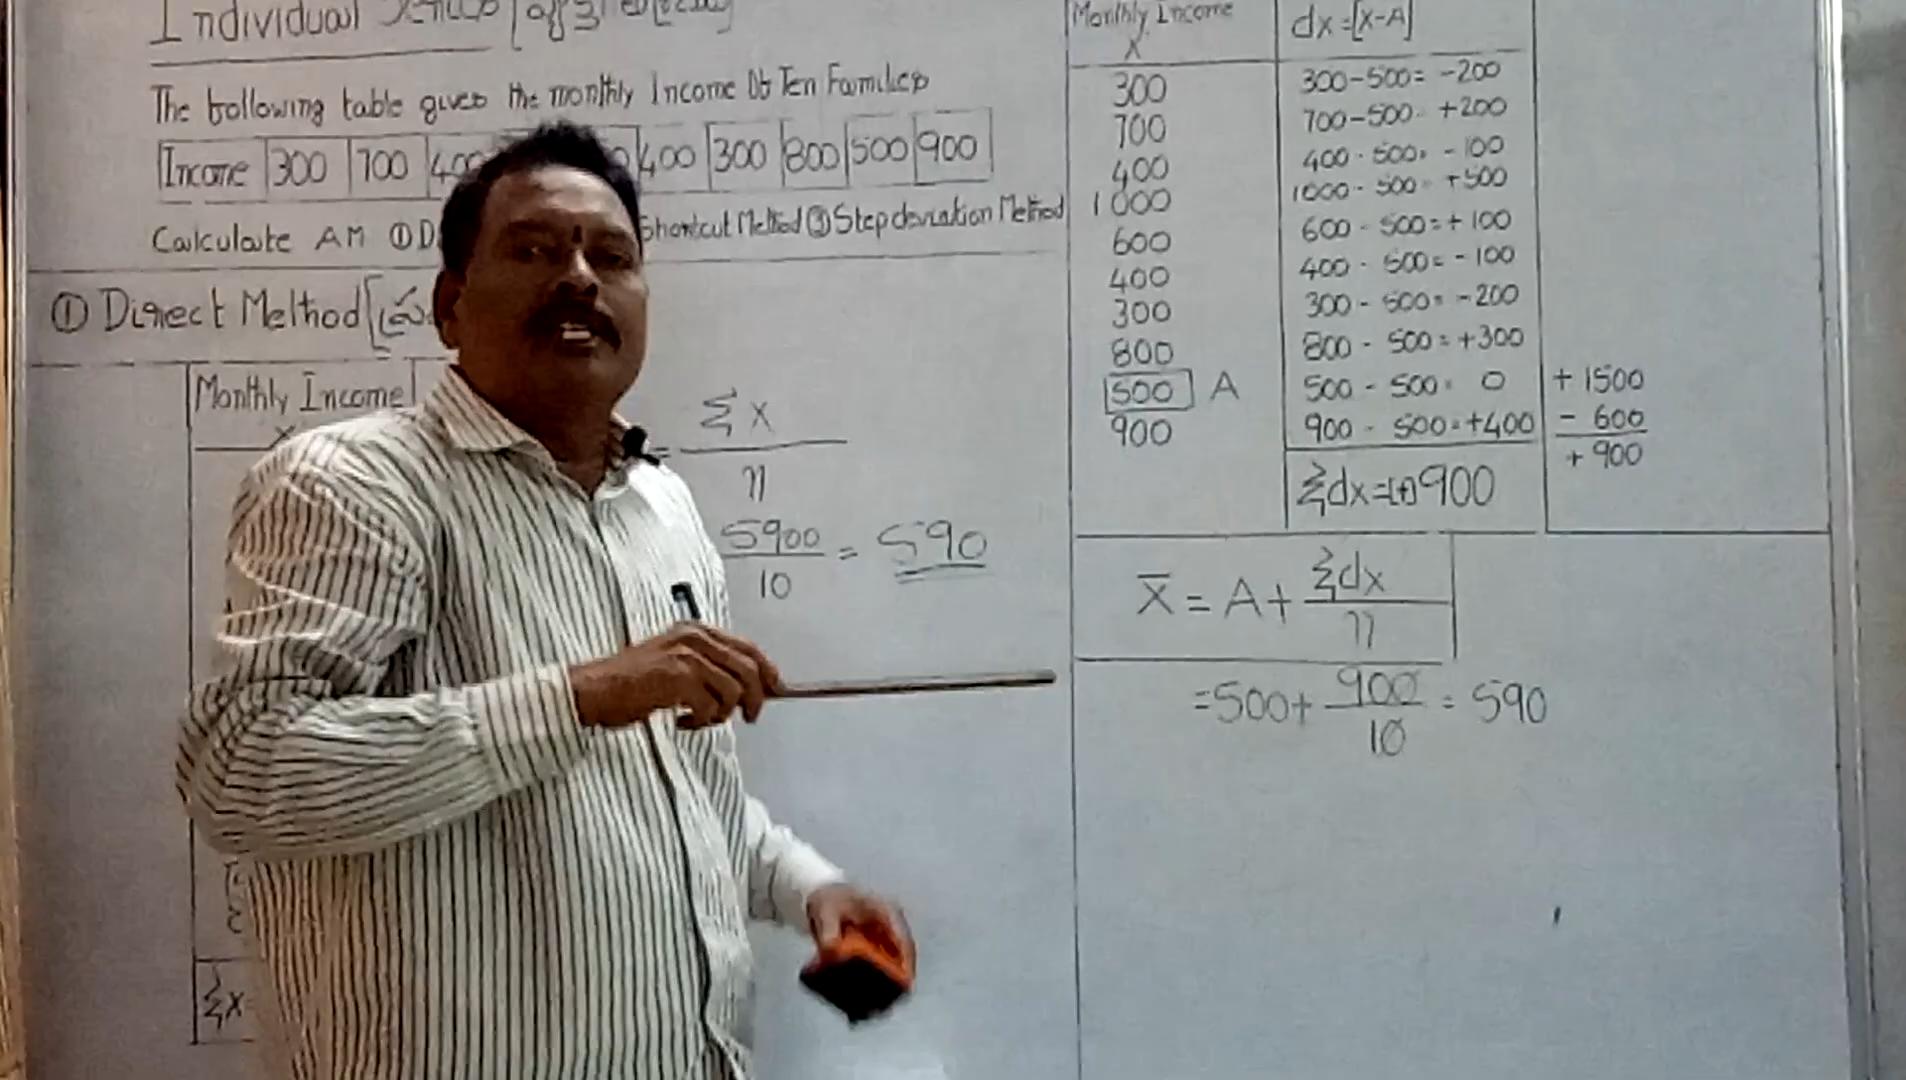 Individual Series
The following table gives the monthly Income Of Ten Families
Income 300 700 400 400 300 800 500 900
Calculate AM ① D Shortcut Method ③ Step deviation Method
① Direct Method [
Monthly Income
= Σx
n
5900 = 590
10
Σx=
Monthly Income dx=[x-A]
X
300 300-500= -200
700 700-500= +200
400 400-500= -100
1000 1000-500= +500
600 600-500=+100
400 400-500= -100
300 300-500= -200
800 800-500=+300
500 A 500-500= 0 + 1500
900 900-500=+400 - 600
+ 900
Σdx=(+)900
X̄ = A+ Σdx
n
=500+ 900 = 590
10